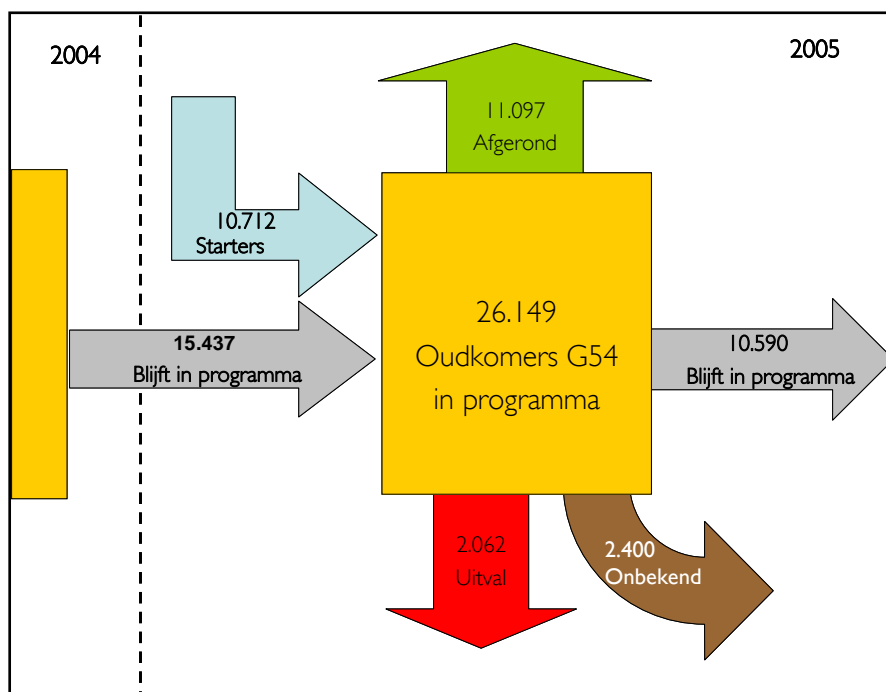 2004
2005
11.097
Afgerond
10.712
Starters
15.437
Blijft in programma
26.149
Oudkomers G54
in programma
10.590
Blijft in programma
2.062
Uitval
2.400
Onbekend